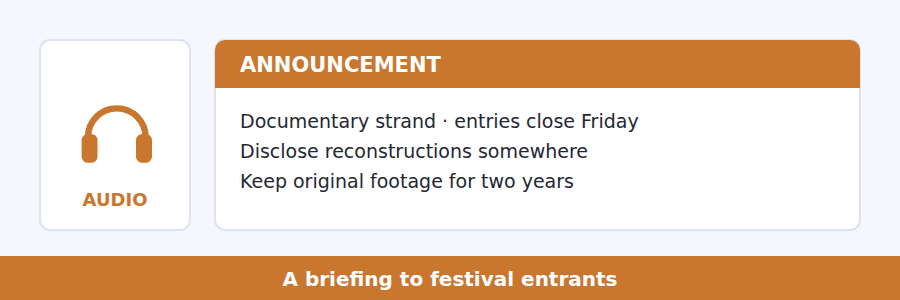 AUDIO
ANNOUNCEMENT
Documentary strand · entries close Friday
Disclose reconstructions somewhere
Keep original footage for two years
A briefing to festival entrants